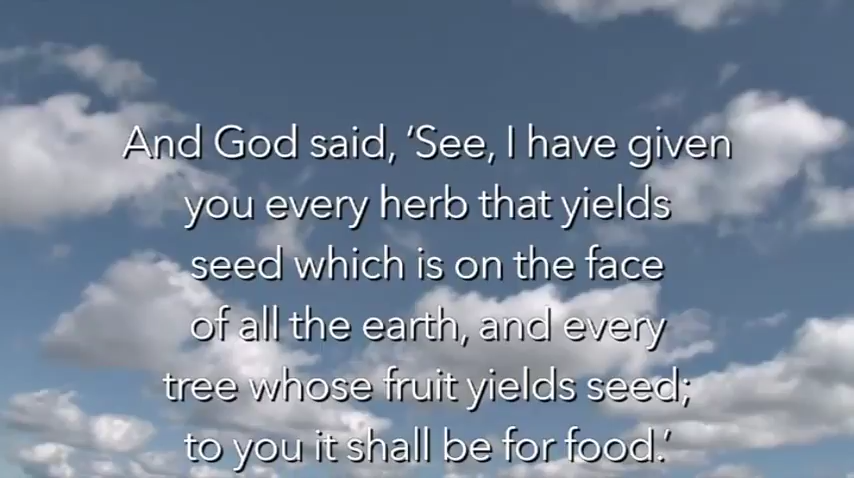 And God said, ‘See, I have given
you every herb that yields
seed which is on the face
of all the earth, and every
tree whose fruit yields seed;
to you it shall be for food.’